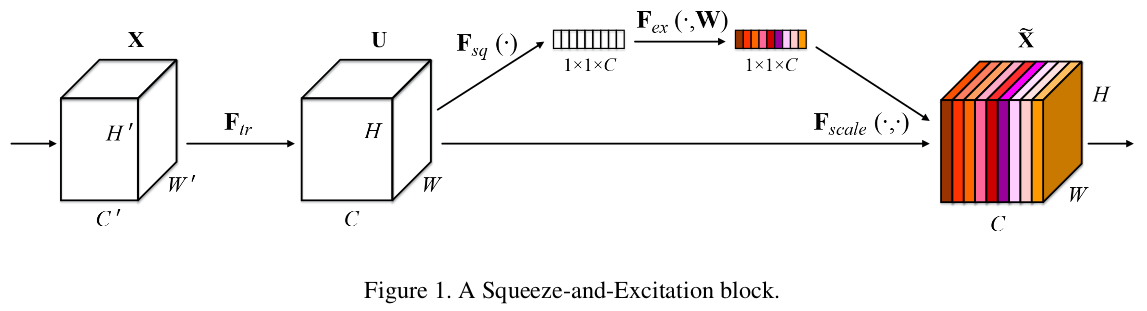 X
U
F_sq (·)
F_ex (·,W)
1×1×C
1×1×C
X̃
H′
F_tr
H
F_scale (·,·)
H
W′
W
W
C′
C
C
Figure 1. A Squeeze-and-Excitation block.